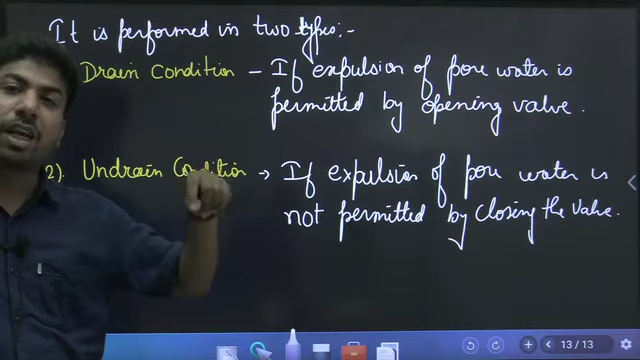 It is performed in two types:-
Drain Condition - If expulsion of pore water is
permitted by opening valve.
2). Undrain Condition → If expulsion of pore water is
not permitted by closing the valve.
13/13